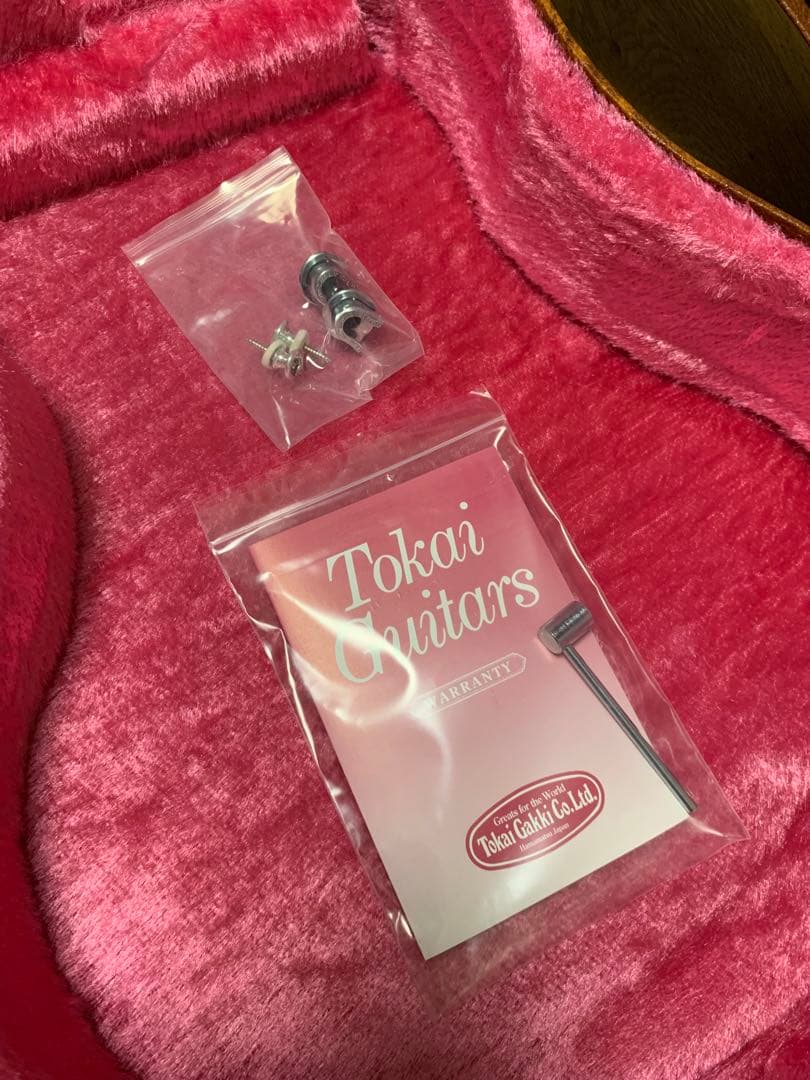 Tokai
Guitars
WARRANTY
Greats for the World
Tokai Gakki Co.Ltd.
Hamamatsu Japan